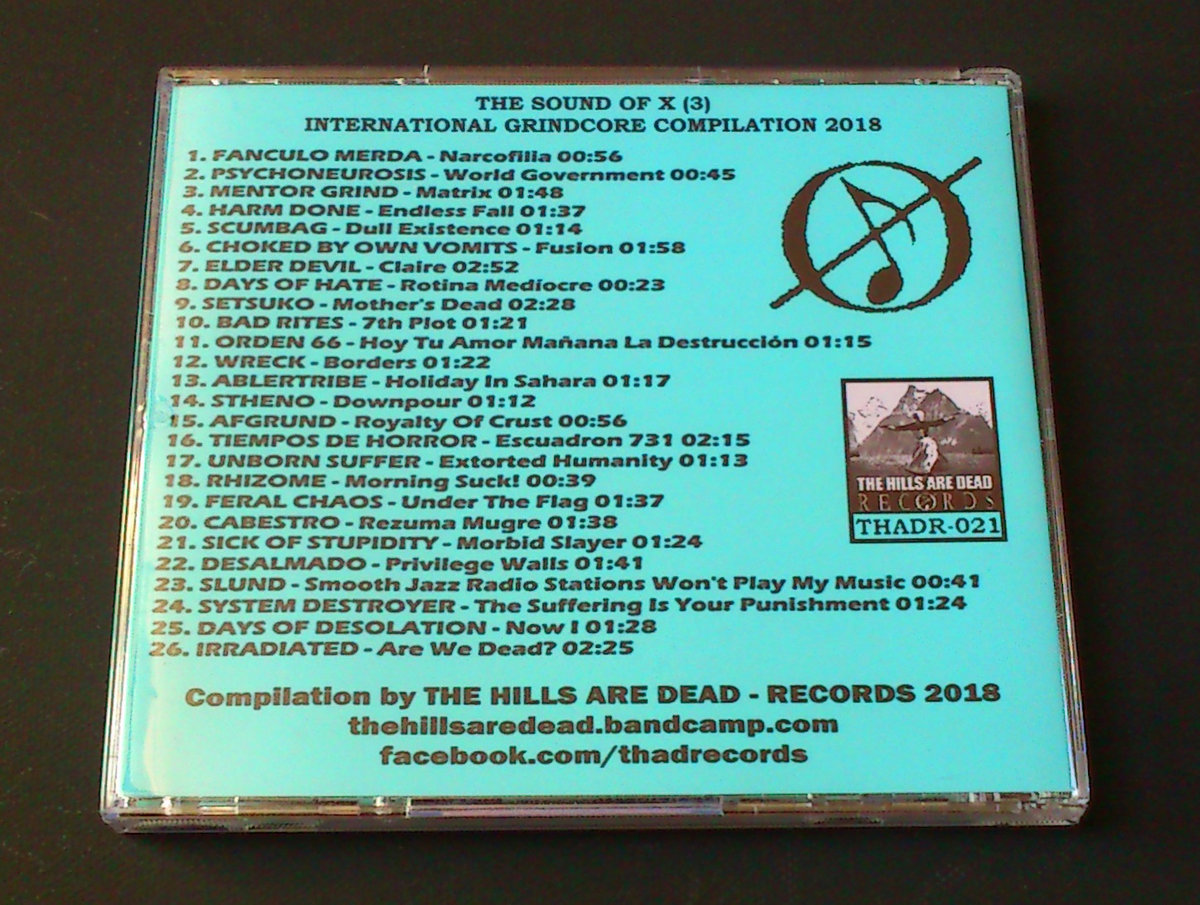 THE SOUND OF X (3)
INTERNATIONAL GRINDCORE COMPILATION 2018
1. FANCULO MERDA - Narcofilia 00:56
2. PSYCHONEUROSIS - World Government 00:45
3. MENTOR GRIND - Matrix 01:48
4. HARM DONE - Endless Fall 01:37
5. SCUMBAG - Dull Existence 01:14
6. CHOKED BY OWN VOMITS - Fusion 01:58
7. ELDER DEVIL - Claire 02:52
8. DAYS OF HATE - Rotina Medíocre 00:23
9. SETSUKO - Mother's Dead 02:28
10. BAD RITES - 7th Plot 01:21
11. ORDEN 66 - Hoy Tu Amor Mañana La Destrucción 01:15
12. WRECK - Borders 01:22
13. ABLERTRIBE - Holiday In Sahara 01:17
14. STHENO - Downpour 01:12
15. AFGRUND - Royalty Of Crust 00:56
16. TIEMPOS DE HORROR - Escuadron 731 02:15
17. UNBORN SUFFER - Extorted Humanity 01:13
18. RHIZOME - Morning Suck! 00:39
19. FERAL CHAOS - Under The Flag 01:37
20. CABESTRO - Rezuma Mugre 01:38
21. SICK OF STUPIDITY - Morbid Slayer 01:24
22. DESALMADO - Privilege Walls 01:41
23. SLUND - Smooth Jazz Radio Stations Won't Play My Music 00:41
24. SYSTEM DESTROYER - The Suffering Is Your Punishment 01:24
25. DAYS OF DESOLATION - Now I 01:28
26. IRRADIATED - Are We Dead? 02:25
THE HILLS ARE DEAD
RECORDS
THADR-021
Compilation by THE HILLS ARE DEAD - RECORDS 2018
thehillsaredead.bandcamp.com
facebook.com/thadrecords